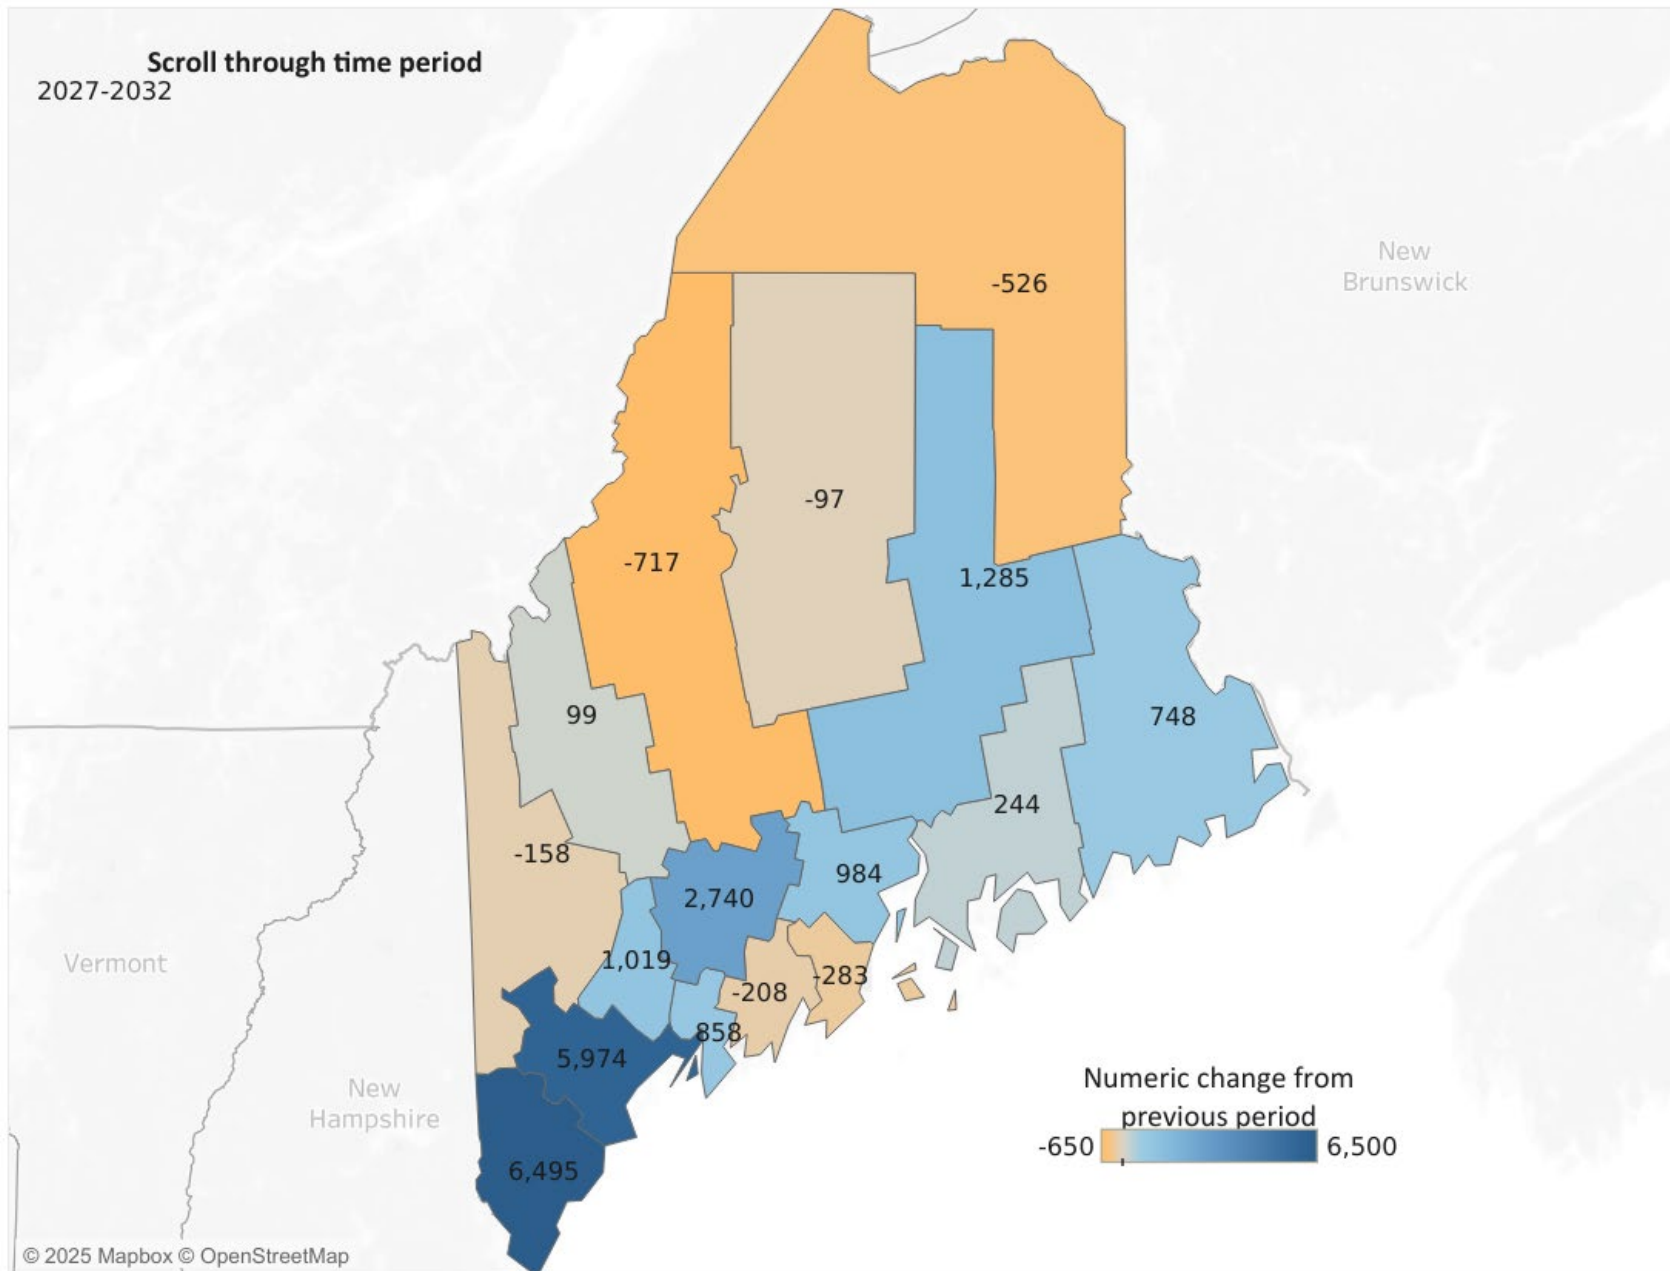 Scroll through time period
2027-2032
New
Brunswick
-526
-97
-717
1,285
99
748
244
-158
984
2,740
1,019
-283
-208
Vermont
858
5,974
New
Hampshire
Numeric change from
previous period
-650
6,500
6,495
© 2025 Mapbox © OpenStreetMap